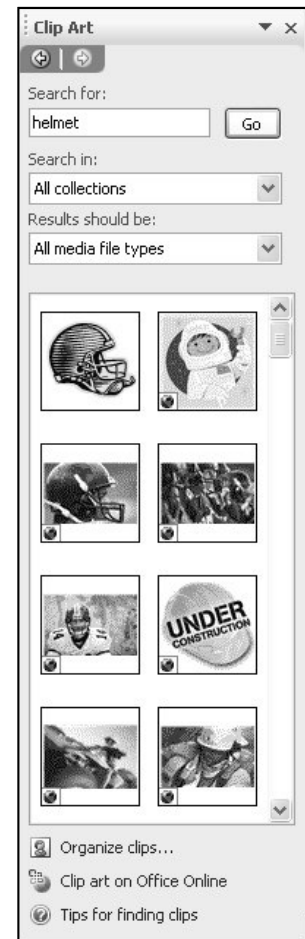 Clip Art
Search for:
helmet
Go
Search in:
All collections
Results should be:
All media file types
UNDER
CONSTRUCTION
Organize clips...
Clip art on Office Online
Tips for finding clips